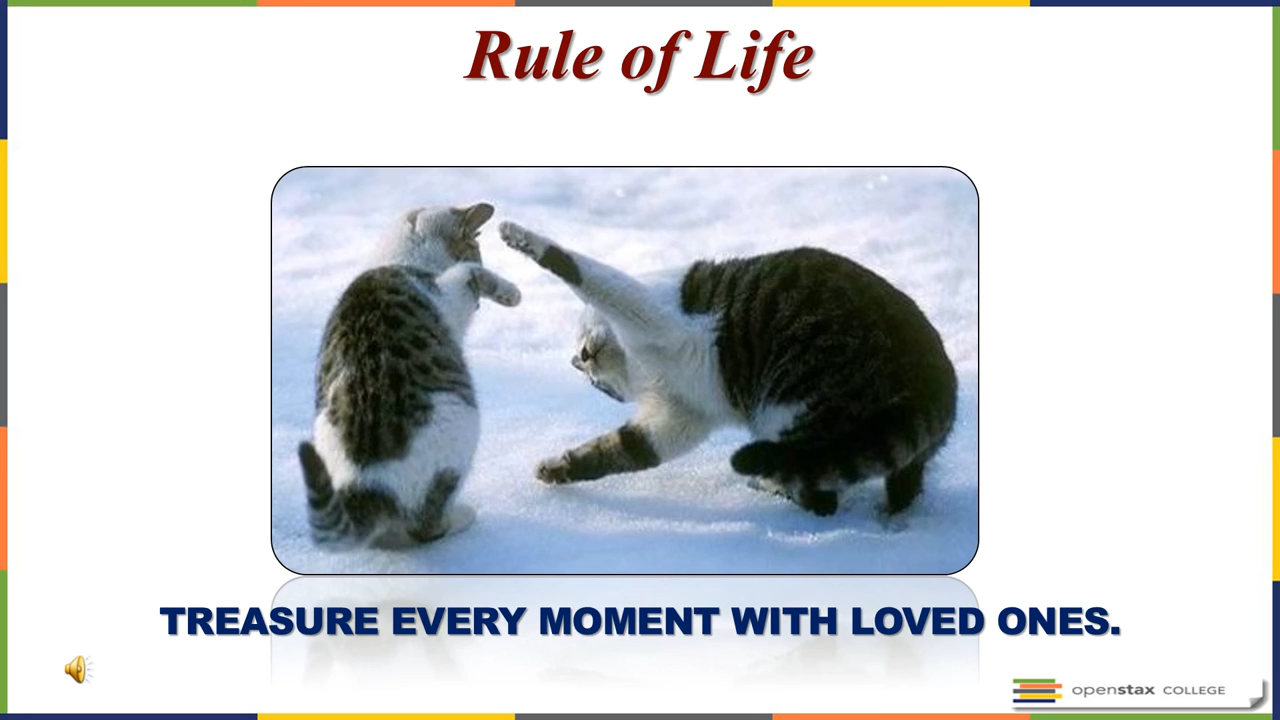 Rule of Life
TREASURE EVERY MOMENT WITH LOVED ONES.
openstax COLLEGE